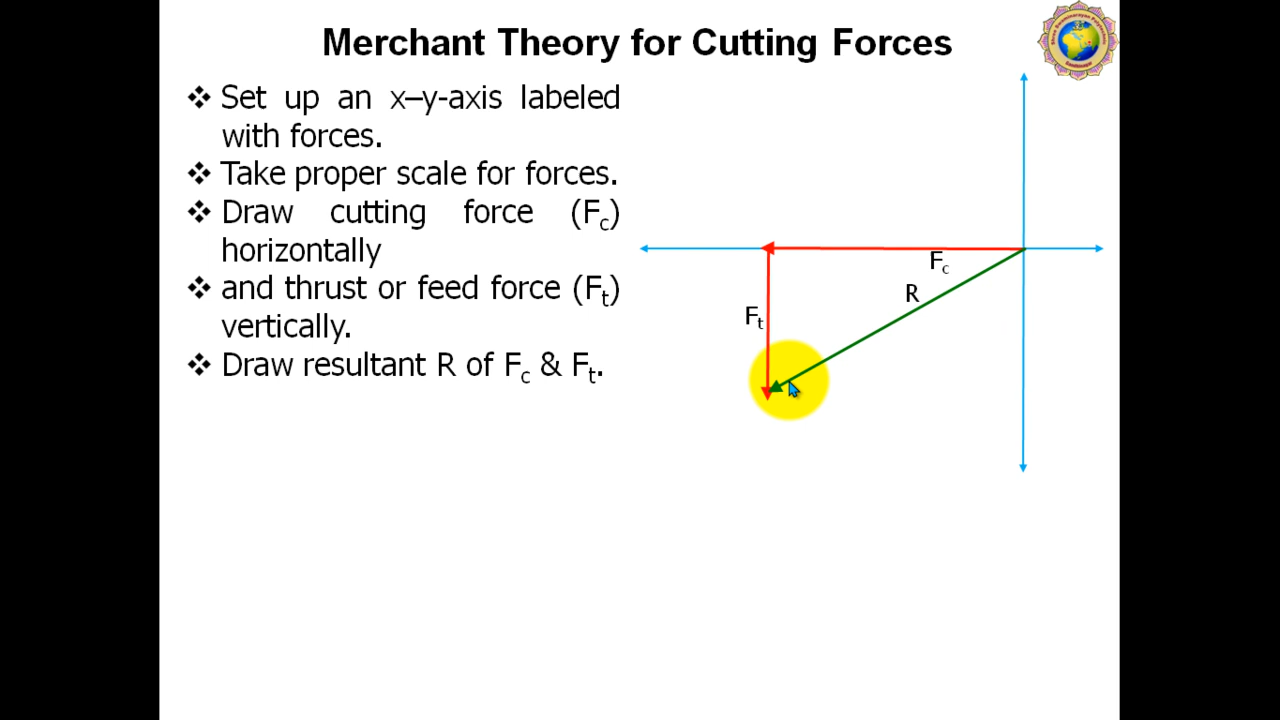 Merchant Theory for Cutting Forces
❖ Set up an x–y-axis labeled
with forces.
❖ Take proper scale for forces.
❖ Draw cutting force (Fc)
horizontally
❖ and thrust or feed force (Ft)
vertically.
❖ Draw resultant R of Fc & Ft.
Fc
R
Ft